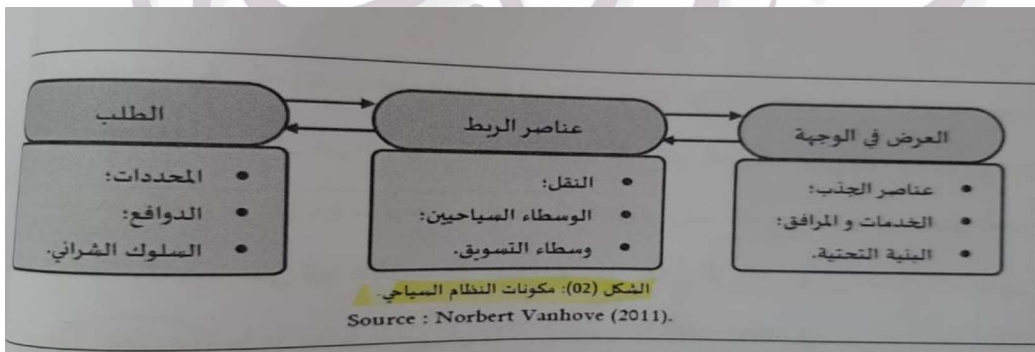 العرض في الوجهة
عناصر الجذب؛
الخدمات و المرافق؛
البنية التحتية.
عناصر الربط
النقل؛
الوسطاء السياحيين؛
وسطاء التسويق.
الطلب
المحددات؛
الدوافع؛
السلوك الشرائي.
الشكل (02): مكونات النظام السياحي.
Source : Norbert Vanhove (2011).